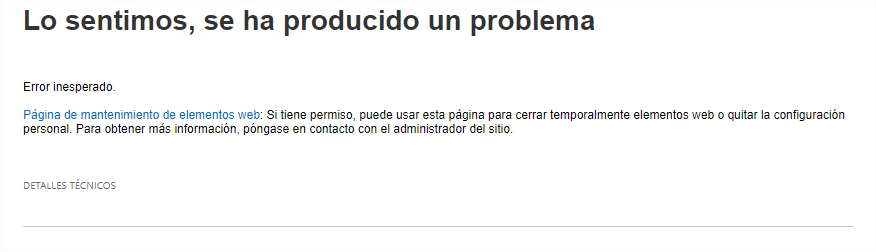 Lo sentimos, se ha producido un problema
Error inesperado.
Página de mantenimiento de elementos web: Si tiene permiso, puede usar esta página para cerrar temporalmente elementos web o quitar la configuración
personal. Para obtener más información, póngase en contacto con el administrador del sitio.
DETALLES TÉCNICOS